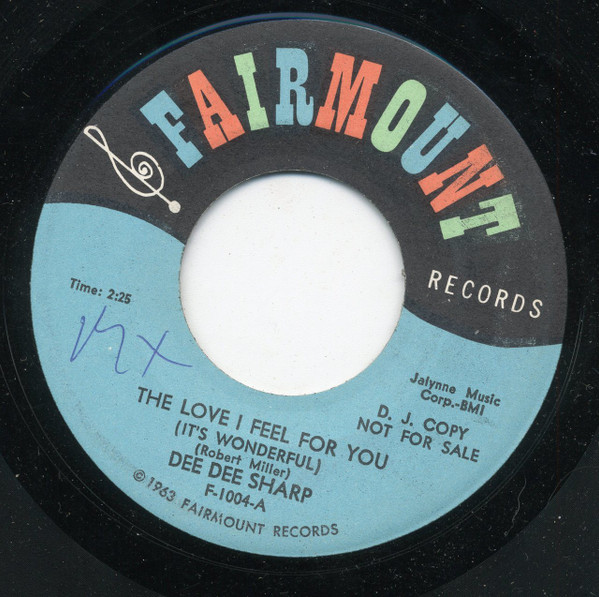 FAIRMOUNT
RECORDS
Time: 2:25
Jalynne Music
Corp.-BMI
D. J. COPY
NOT FOR SALE
THE LOVE I FEEL FOR YOU
(IT'S WONDERFUL)
(Robert Miller)
DEE DEE SHARP
F-1004-A
© 1963 FAIRMOUNT RECORDS